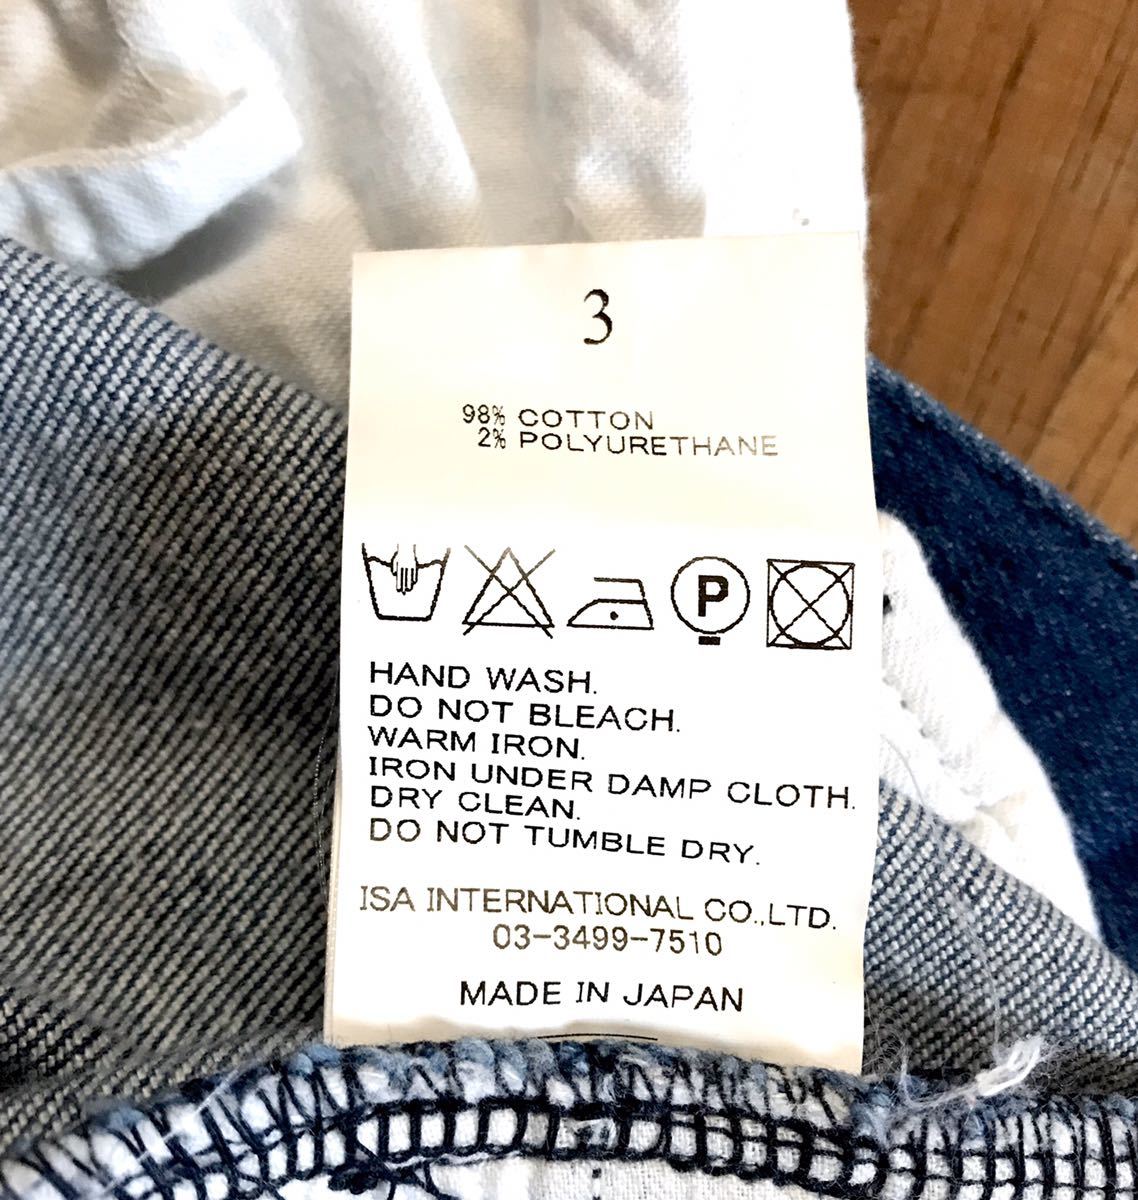 3
98% COTTON
2% POLYURETHANE
P
HAND WASH.
DO NOT BLEACH.
WARM IRON.
IRON UNDER DAMP CLOTH.
DRY CLEAN.
DO NOT TUMBLE DRY.
ISA INTERNATIONAL CO.,LTD.
03-3499-7510
MADE IN JAPAN